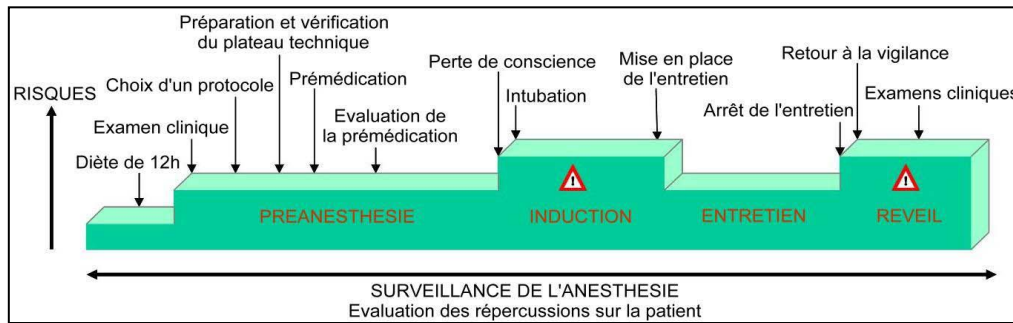 Préparation et vérification
du plateau technique
Choix d'un protocole
Prémédication
RISQUES
Examen clinique
Evaluation de
la prémédication
Diète de 12h
Perte de conscience
Intubation
Mise en place
de l'entretien
Retour à la vigilance
Arrêt de l'entretien
Examens cliniques
PREANESTHESIE
INDUCTION
ENTRETIEN
REVEIL
!
!
SURVEILLANCE DE L'ANESTHESIE
Evaluation des répercussions sur la patient